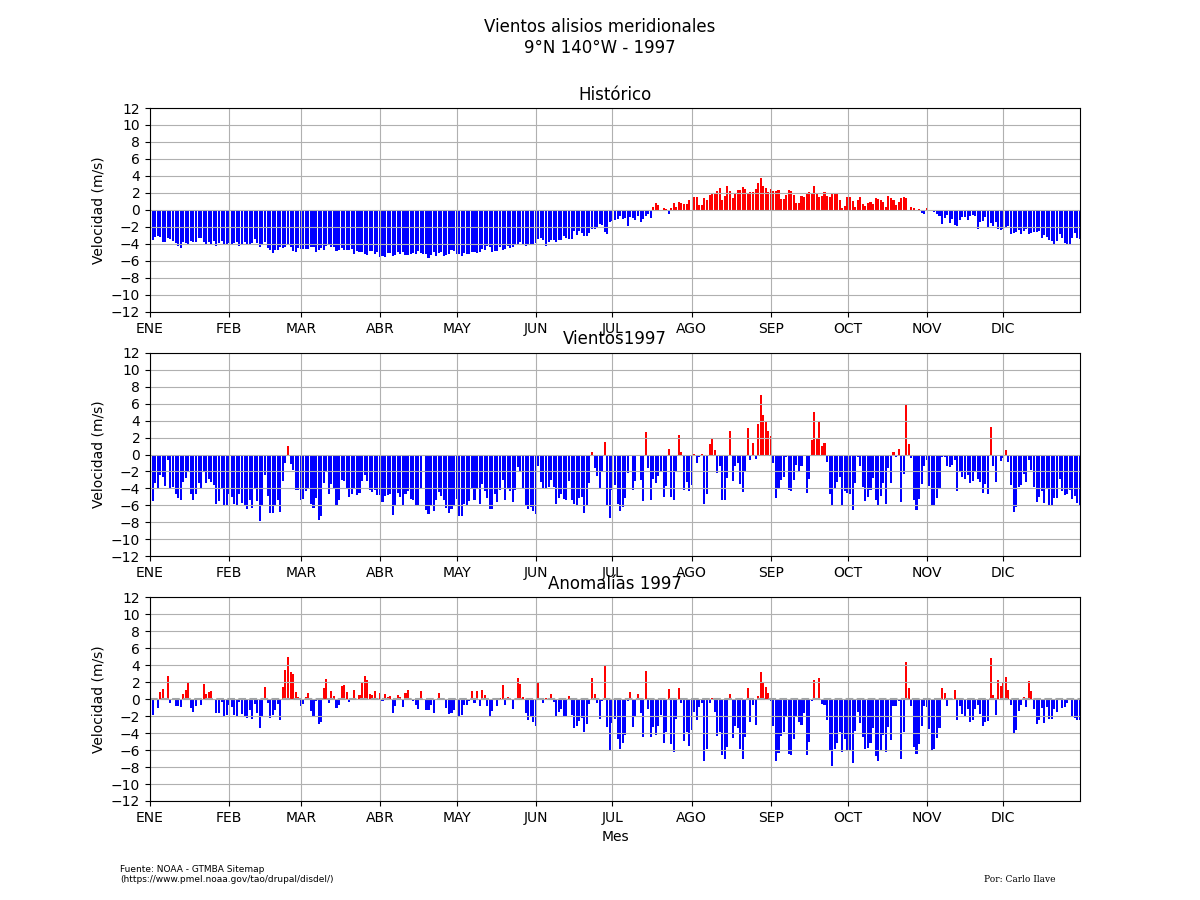 Vientos alisios meridionales
9°N 140°W - 1997
Histórico
12
10
8
6
4
2
0
−2
−4
−6
−8
−10
−12
Velocidad (m/s)
ENE FEB MAR ABR MAY JUN JUL AGO SEP OCT NOV DIC
Vientos1997
12
10
8
6
4
2
0
−2
−4
−6
−8
−10
−12
Velocidad (m/s)
ENE FEB MAR ABR MAY JUN JUL AGO SEP OCT NOV DIC
Anomalías 1997
12
10
8
6
4
2
0
−2
−4
−6
−8
−10
−12
Velocidad (m/s)
ENE FEB MAR ABR MAY JUN JUL AGO SEP OCT NOV DIC
Mes
Fuente: NOAA - GTMBA Sitemap
(https://www.pmel.noaa.gov/tao/drupal/disdel/)
Por: Carlo Ilave